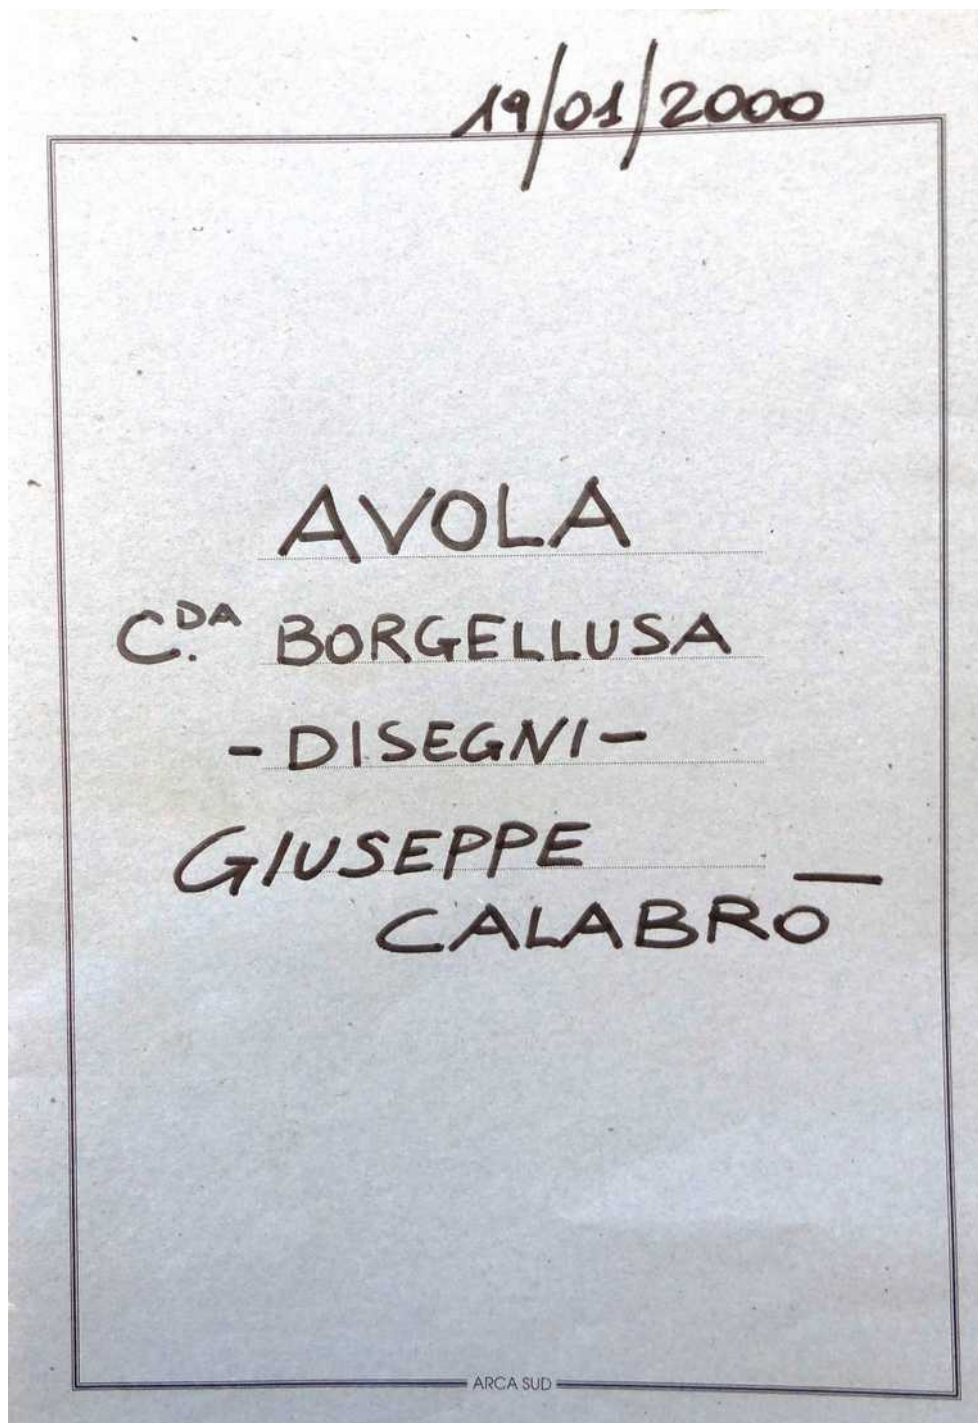 19/01/2000
AVOLA
C.DA BORGELLUSA
- DISEGNI -
GIUSEPPE
CALABRÒ
ARCA SUD